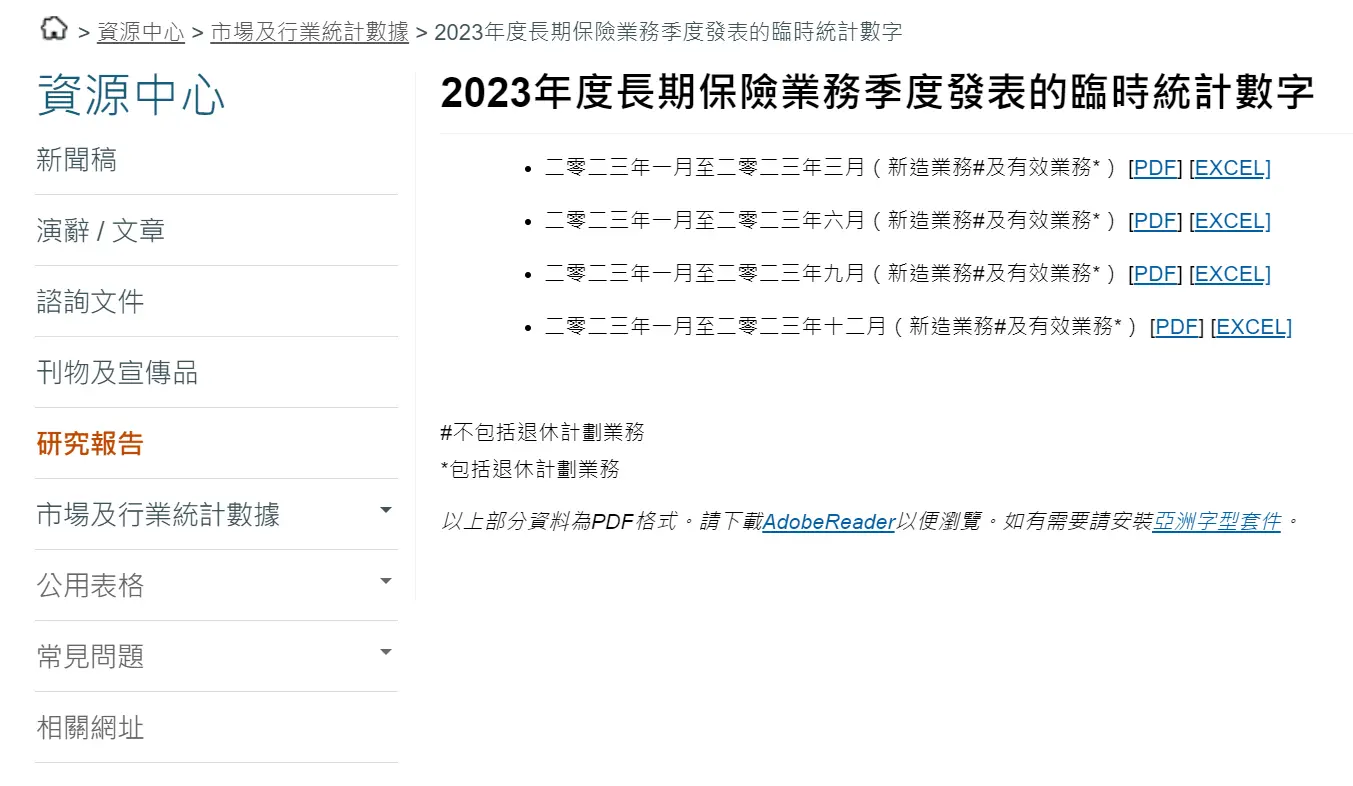 > 資源中心 > 市場及行業統計數據 > 2023年度長期保險業務季度發表的臨時統計數字
資源中心
新聞稿
演辭 / 文章
諮詢文件
刊物及宣傳品
研究報告
市場及行業統計數據
公用表格
常見問題
相關網址
2023年度長期保險業務季度發表的臨時統計數字
• 二零二三年一月至二零二三年三月（新造業務#及有效業務*） [PDF] [EXCEL]
• 二零二三年一月至二零二三年六月（新造業務#及有效業務*） [PDF] [EXCEL]
• 二零二三年一月至二零二三年九月（新造業務#及有效業務*） [PDF] [EXCEL]
• 二零二三年一月至二零二三年十二月（新造業務#及有效業務*） [PDF] [EXCEL]
#不包括退休計劃業務
*包括退休計劃業務
以上部分資料為PDF格式。請下載AdobeReader以便瀏覽。如有需要請安裝亞洲字型套件。